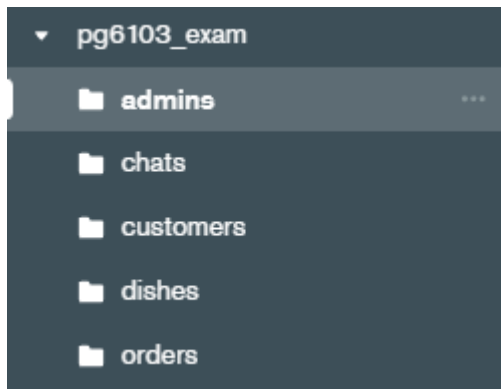 pg6103_exam
admins
chats
customers
dishes
orders